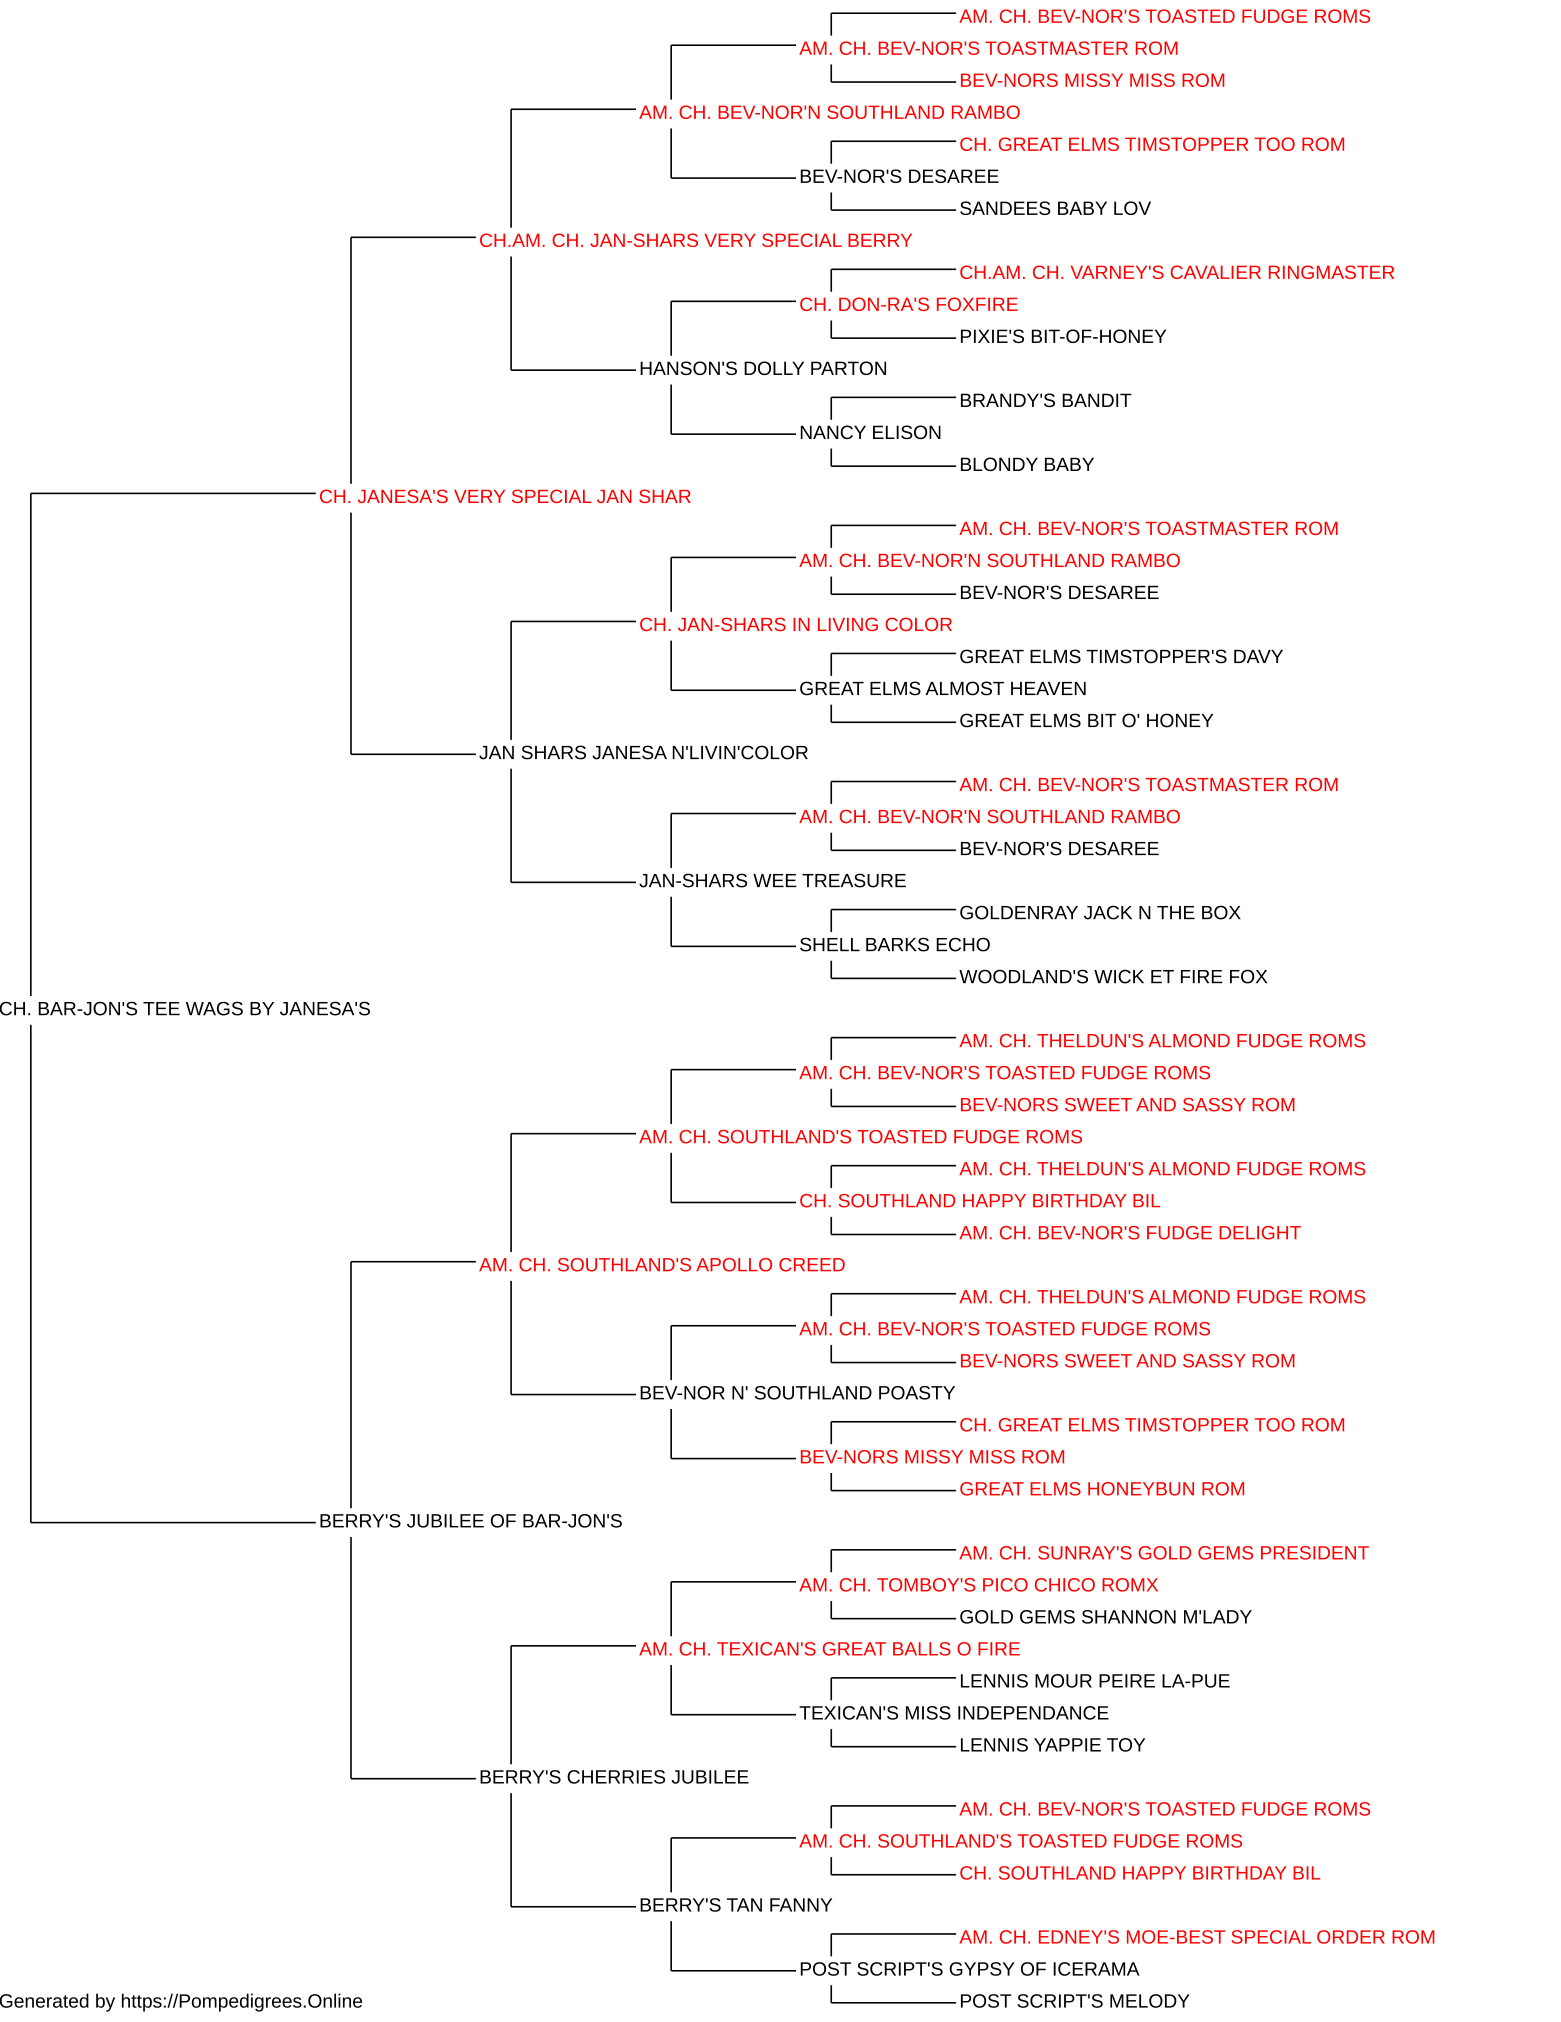 AM. CH. BEV-NOR'S TOASTED FUDGE ROMS
AM. CH. BEV-NOR'S TOASTMASTER ROM
BEV-NORS MISSY MISS ROM
AM. CH. BEV-NOR'N SOUTHLAND RAMBO
CH. GREAT ELMS TIMSTOPPER TOO ROM
BEV-NOR'S DESAREE
SANDEES BABY LOV
CH.AM. CH. JAN-SHARS VERY SPECIAL BERRY
CH.AM. CH. VARNEY'S CAVALIER RINGMASTER
CH. DON-RA'S FOXFIRE
PIXIE'S BIT-OF-HONEY
HANSON'S DOLLY PARTON
BRANDY'S BANDIT
NANCY ELISON
BLONDY BABY
CH. JANESA'S VERY SPECIAL JAN SHAR
AM. CH. BEV-NOR'S TOASTMASTER ROM
AM. CH. BEV-NOR'N SOUTHLAND RAMBO
BEV-NOR'S DESAREE
CH. JAN-SHARS IN LIVING COLOR
GREAT ELMS TIMSTOPPER'S DAVY
GREAT ELMS ALMOST HEAVEN
GREAT ELMS BIT O' HONEY
JAN SHARS JANESA N'LIVIN'COLOR
AM. CH. BEV-NOR'S TOASTMASTER ROM
AM. CH. BEV-NOR'N SOUTHLAND RAMBO
BEV-NOR'S DESAREE
JAN-SHARS WEE TREASURE
GOLDENRAY JACK N THE BOX
SHELL BARKS ECHO
WOODLAND'S WICK ET FIRE FOX
CH. BAR-JON'S TEE WAGS BY JANESA'S
AM. CH. THELDUN'S ALMOND FUDGE ROMS
AM. CH. BEV-NOR'S TOASTED FUDGE ROMS
BEV-NORS SWEET AND SASSY ROM
AM. CH. SOUTHLAND'S TOASTED FUDGE ROMS
AM. CH. THELDUN'S ALMOND FUDGE ROMS
CH. SOUTHLAND HAPPY BIRTHDAY BIL
AM. CH. BEV-NOR'S FUDGE DELIGHT
AM. CH. SOUTHLAND'S APOLLO CREED
AM. CH. THELDUN'S ALMOND FUDGE ROMS
AM. CH. BEV-NOR'S TOASTED FUDGE ROMS
BEV-NORS SWEET AND SASSY ROM
BEV-NOR N' SOUTHLAND POASTY
CH. GREAT ELMS TIMSTOPPER TOO ROM
BEV-NORS MISSY MISS ROM
GREAT ELMS HONEYBUN ROM
BERRY'S JUBILEE OF BAR-JON'S
AM. CH. SUNRAY'S GOLD GEMS PRESIDENT
AM. CH. TOMBOY'S PICO CHICO ROMX
GOLD GEMS SHANNON M'LADY
AM. CH. TEXICAN'S GREAT BALLS O FIRE
LENNIS MOUR PEIRE LA-PUE
TEXICAN'S MISS INDEPENDANCE
LENNIS YAPPIE TOY
BERRY'S CHERRIES JUBILEE
AM. CH. BEV-NOR'S TOASTED FUDGE ROMS
AM. CH. SOUTHLAND'S TOASTED FUDGE ROMS
CH. SOUTHLAND HAPPY BIRTHDAY BIL
BERRY'S TAN FANNY
AM. CH. EDNEY'S MOE-BEST SPECIAL ORDER ROM
POST SCRIPT'S GYPSY OF ICERAMA
POST SCRIPT'S MELODY
Generated by https://Pompedigrees.Online